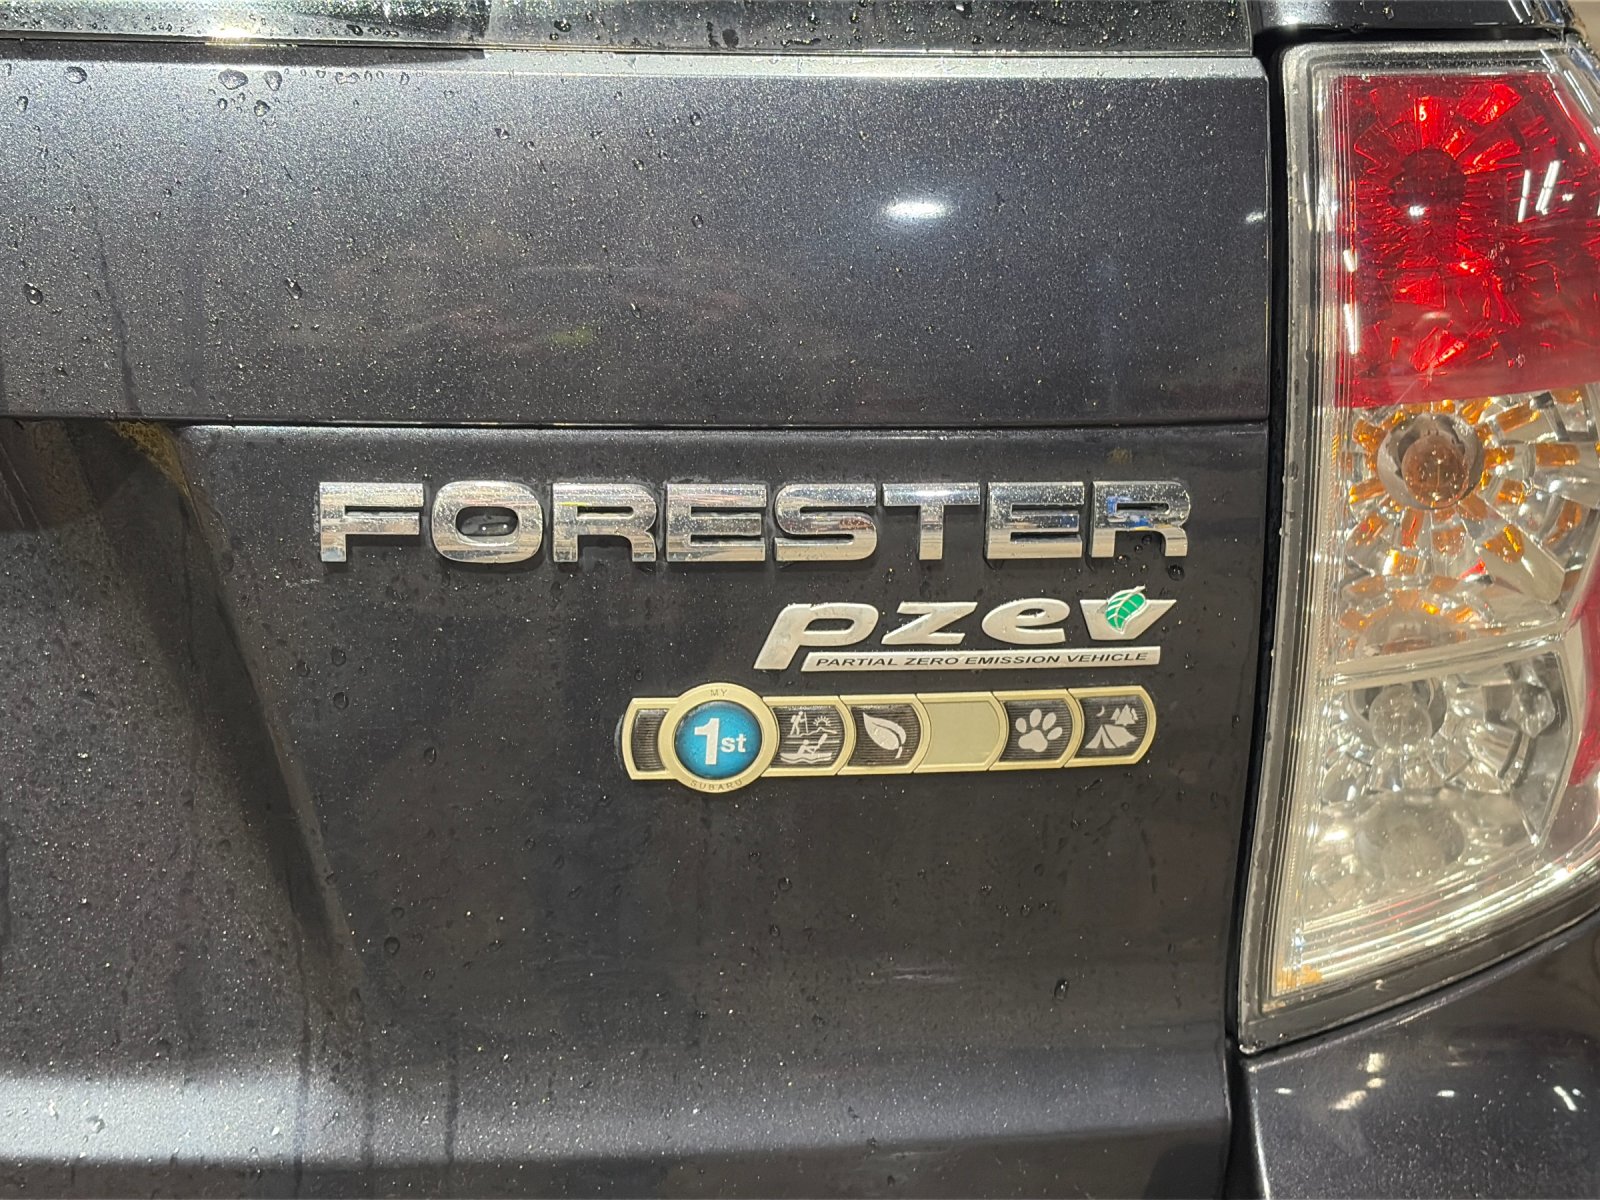 FORESTER
pzev
PARTIAL ZERO EMISSION VEHICLE
MY
1st
SUBARU